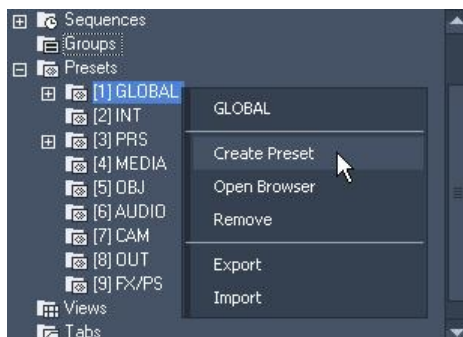 Sequences
Groups
Presets
[1] GLOBAL
GLOBAL
[2] INT
[3] PRS
Create Preset
[4] MEDIA
Open Browser
[5] OBJ
Remove
[6] AUDIO
[7] CAM
[8] OUT
Export
[9] FX/PS
Import
Views
Tabs